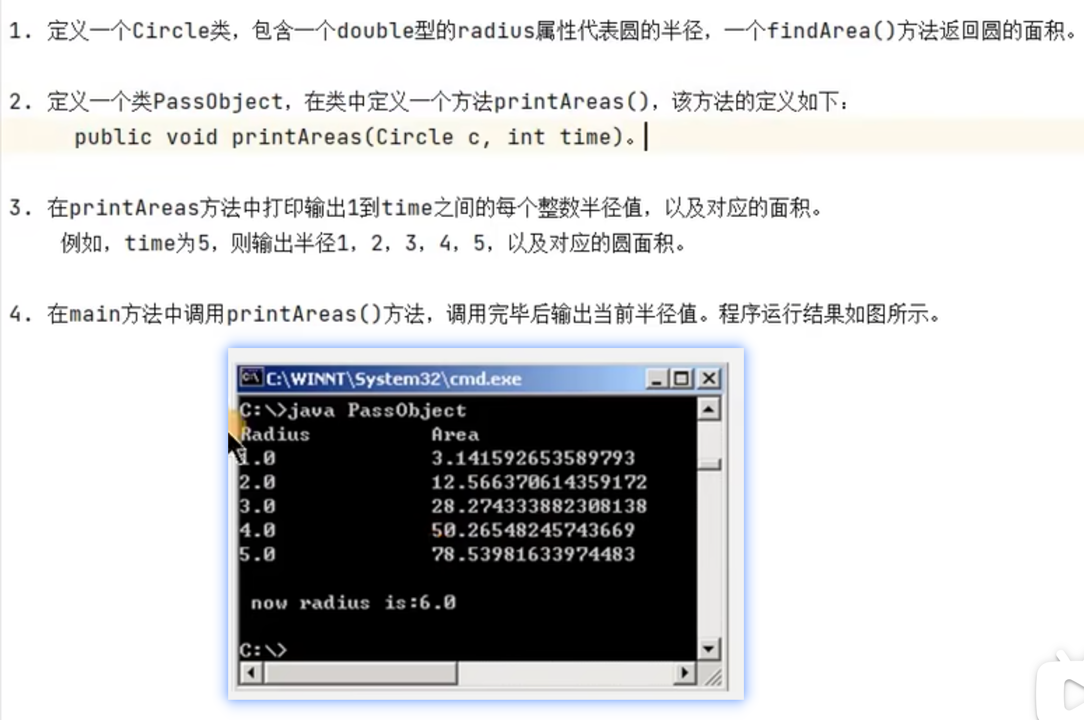 1. 定义一个Circle类，包含一个double型的radius属性代表圆的半径，一个findArea()方法返回圆的面积。
2. 定义一个类PassObject，在类中定义一个方法printAreas()，该方法的定义如下：
public void printAreas(Circle c, int time)。
3. 在printAreas方法中打印输出1到time之间的每个整数半径值，以及对应的面积。
例如，time为5，则输出半径1，2，3，4，5，以及对应的圆面积。
4. 在main方法中调用printAreas()方法，调用完毕后输出当前半径值。程序运行结果如图所示。
C:\WINNT\System32\cmd.exe
C:\>java PassObject
Radius Area
1.0 3.141592653589793
2.0 12.566370614359172
3.0 28.274333882308138
4.0 50.26548245743669
5.0 78.53981633974483
now radius is:6.0
C:\>